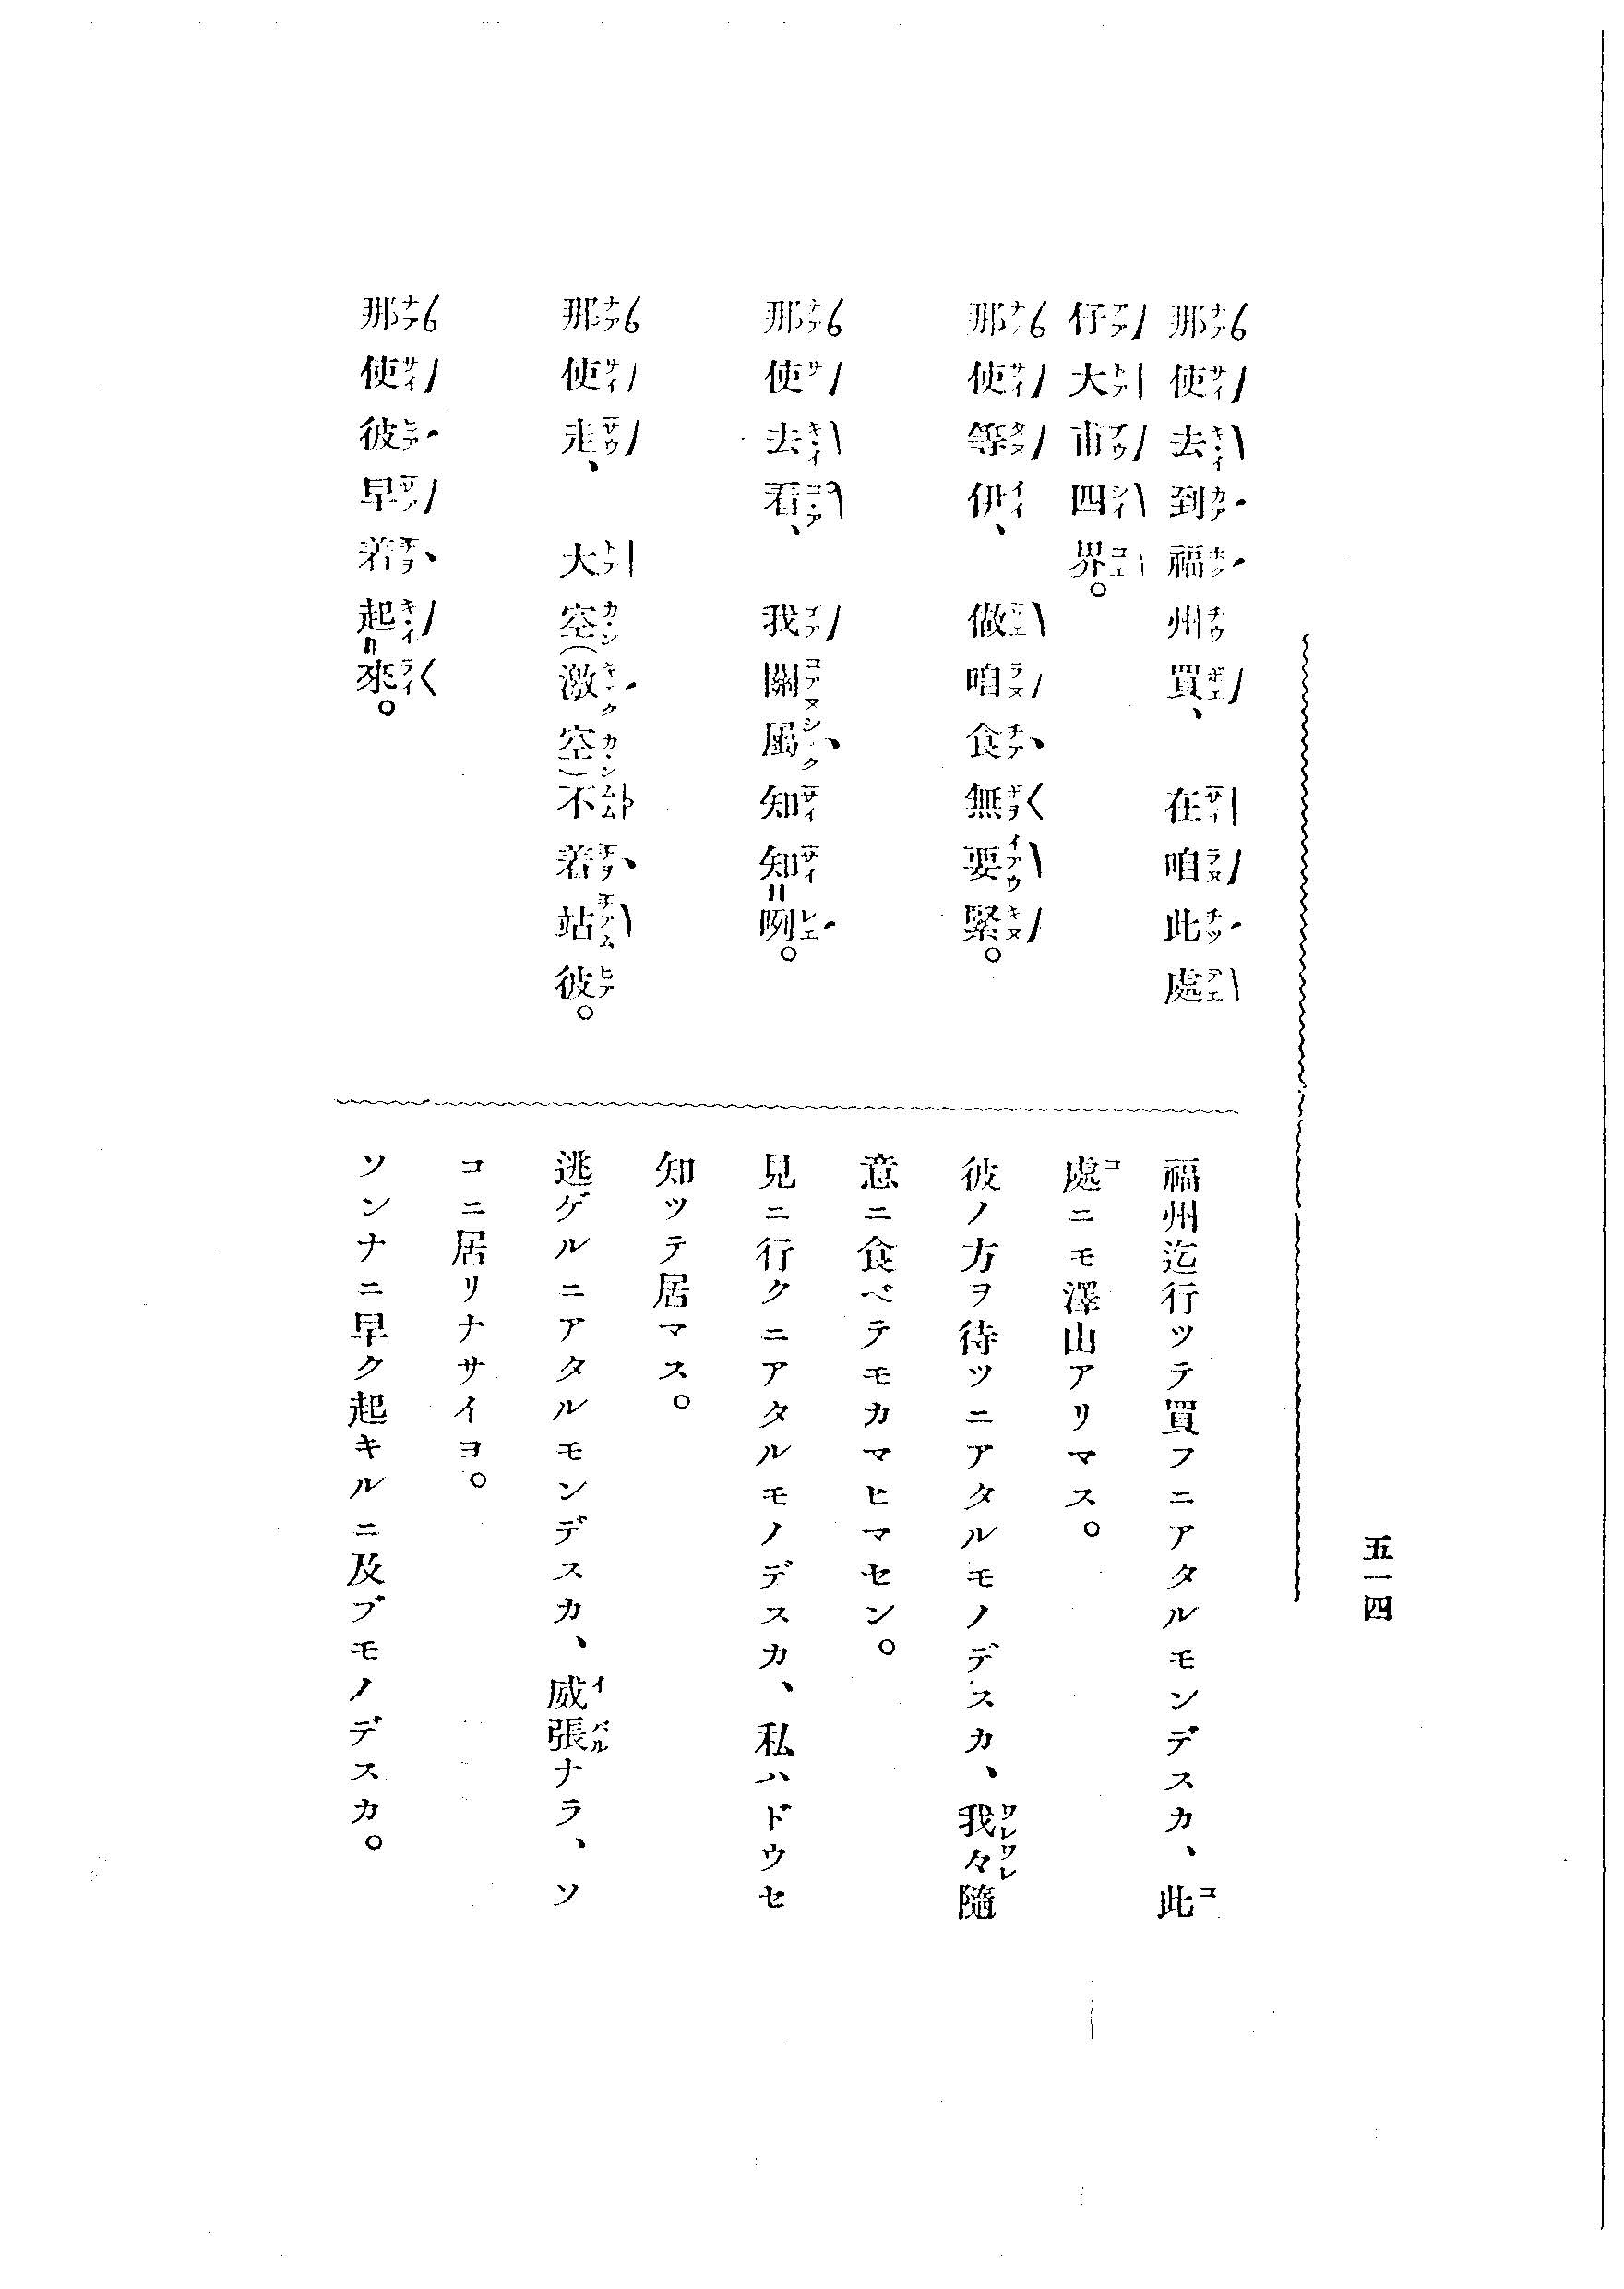 五一四
那使去到福州買、在咱此處
仔大甫四界。
那使等伊、做咱食無要緊。
那使去看、我關屬知知〃咧。
那使走、大空(激空)不着站彼。
那使彼早着起〃來。
福州迄行ツテ買フニアタルモンデスカ、此
處ニモ澤山アリマス。
彼ノ方ヲ待ツニアタルモノデスカ、我々隨
意ニ食ベテモカマヒマセン。
見ニ行クニアタルモノデスカ、私ハドウセ
知ツテ居マス。
逃ゲルニアタルモンデスカ、威張ナラ、ソ
コニ居リナサイヨ。
ソンナニ早ク起キルニ及ブモノデスカ。